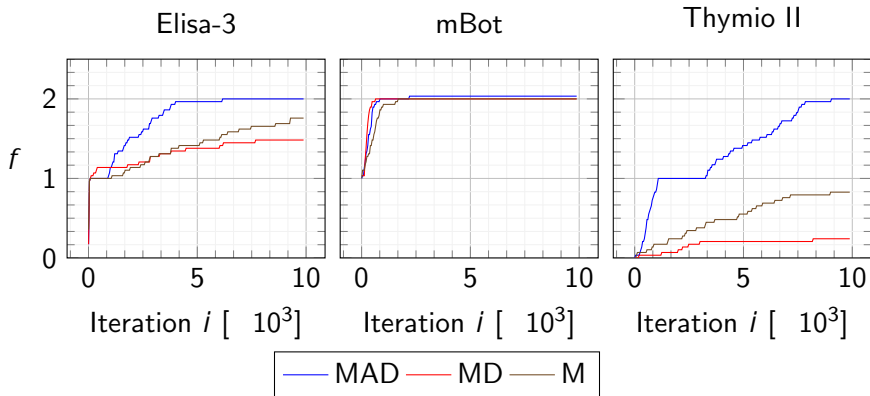 Elisa-3 mBot Thymio II
2
1
0
f
0 5 10 0 5 10 0 5 10
Iteration i [ 10³] Iteration i [ 10³] Iteration i [ 10³]
MAD MD M